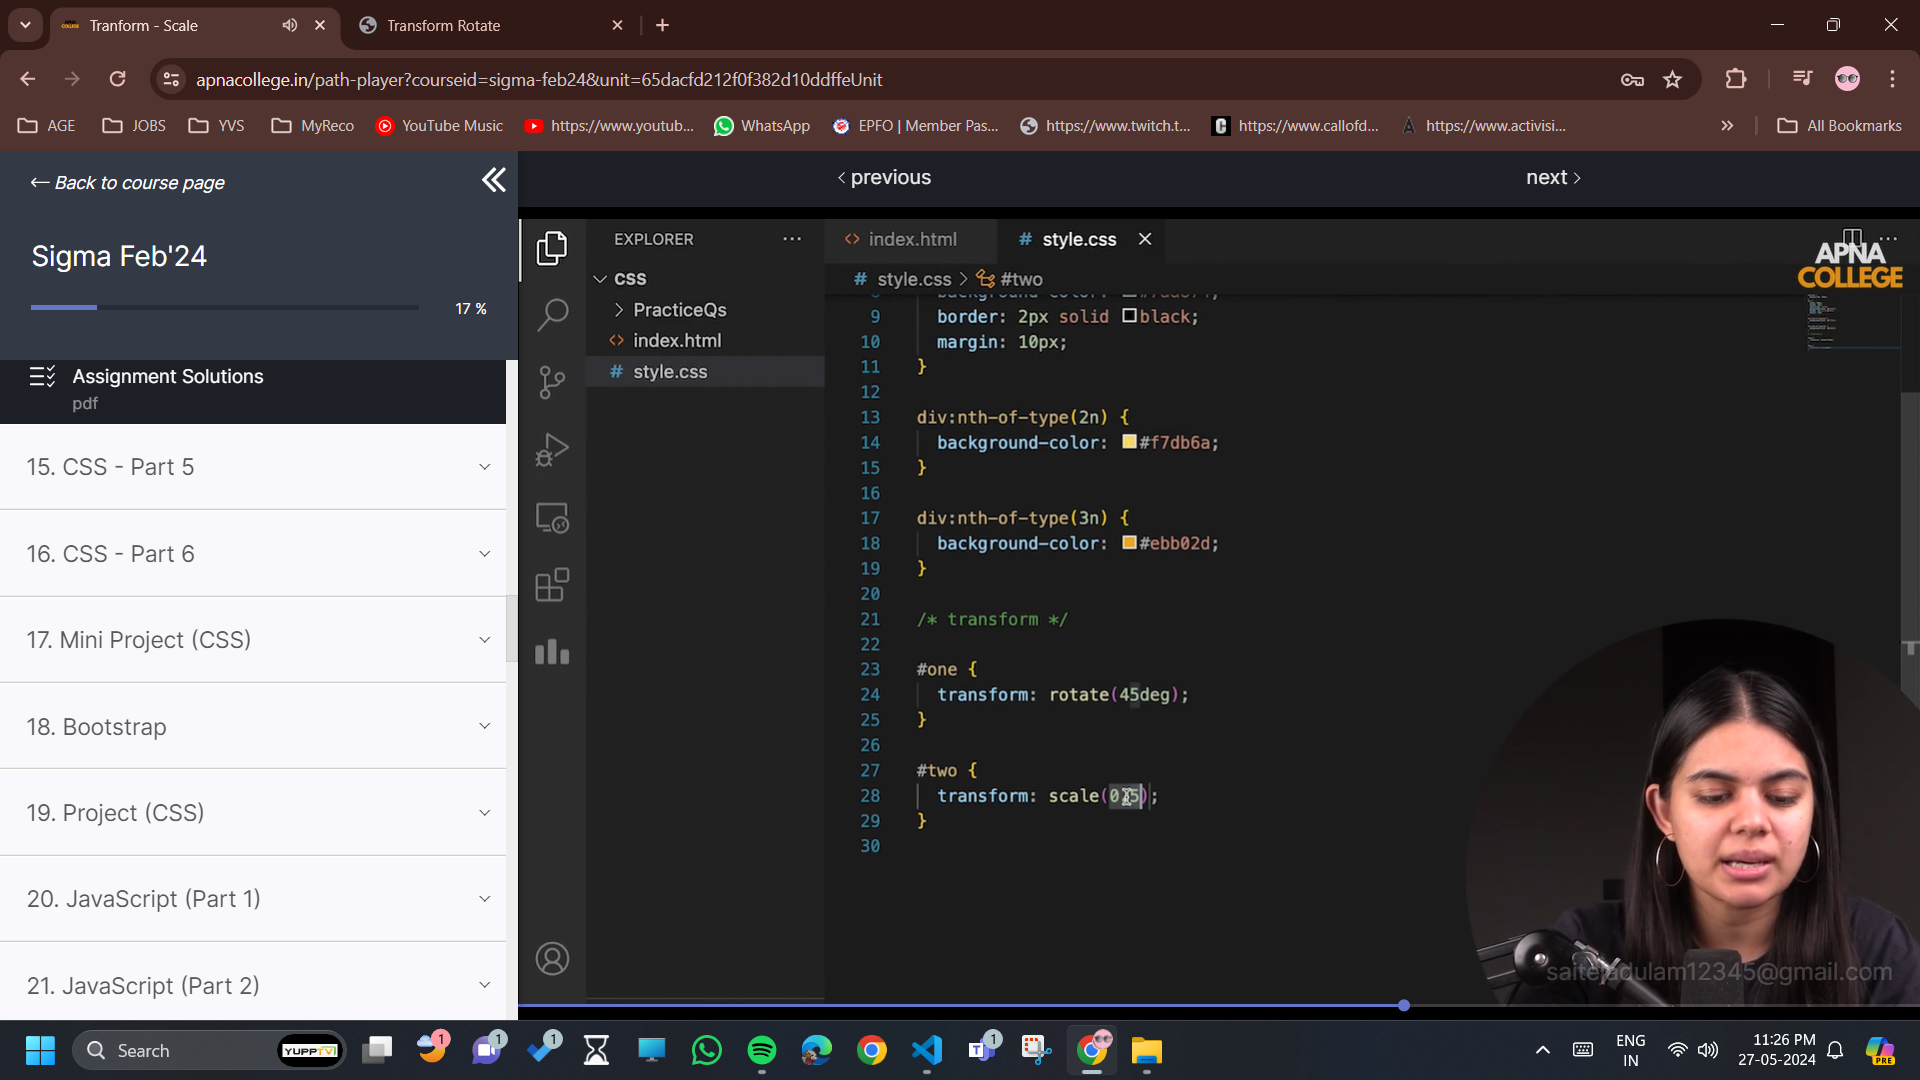 Tranform - Scale
Transform Rotate
apnacollege.in/path-player?courseid=sigma-feb24&unit=65dacfd212f0f382d10ddffeUnit
AGE
JOBS
YVS
MyReco
YouTube Music
https://www.youtub...
WhatsApp
EPFO | Member Pas...
https://www.twitch.t...
https://www.callofd...
https://www.activisi...
All Bookmarks
← Back to course page
Sigma Feb'24
17 %
Assignment Solutions
pdf
15. CSS - Part 5
16. CSS - Part 6
17. Mini Project (CSS)
18. Bootstrap
19. Project (CSS)
20. JavaScript (Part 1)
21. JavaScript (Part 2)
‹ previous
next ›
EXPLORER
CSS
PracticeQs
index.html
style.css
index.html
style.css
APNA
COLLEGE
style.css > #two
9 border: 2px solid black;
10 margin: 10px;
11 }
12
13 div:nth-of-type(2n) {
14 background-color: #f7db6a;
15 }
16
17 div:nth-of-type(3n) {
18 background-color: #ebb02d;
19 }
20
21 /* transform */
22
23 #one {
24 transform: rotate(45deg);
25 }
26
27 #two {
28 transform: scale(0.5);
29 }
30
Search
YUPPTV
1
1
1
1
PRE
ENG
IN
11:26 PM
27-05-2024